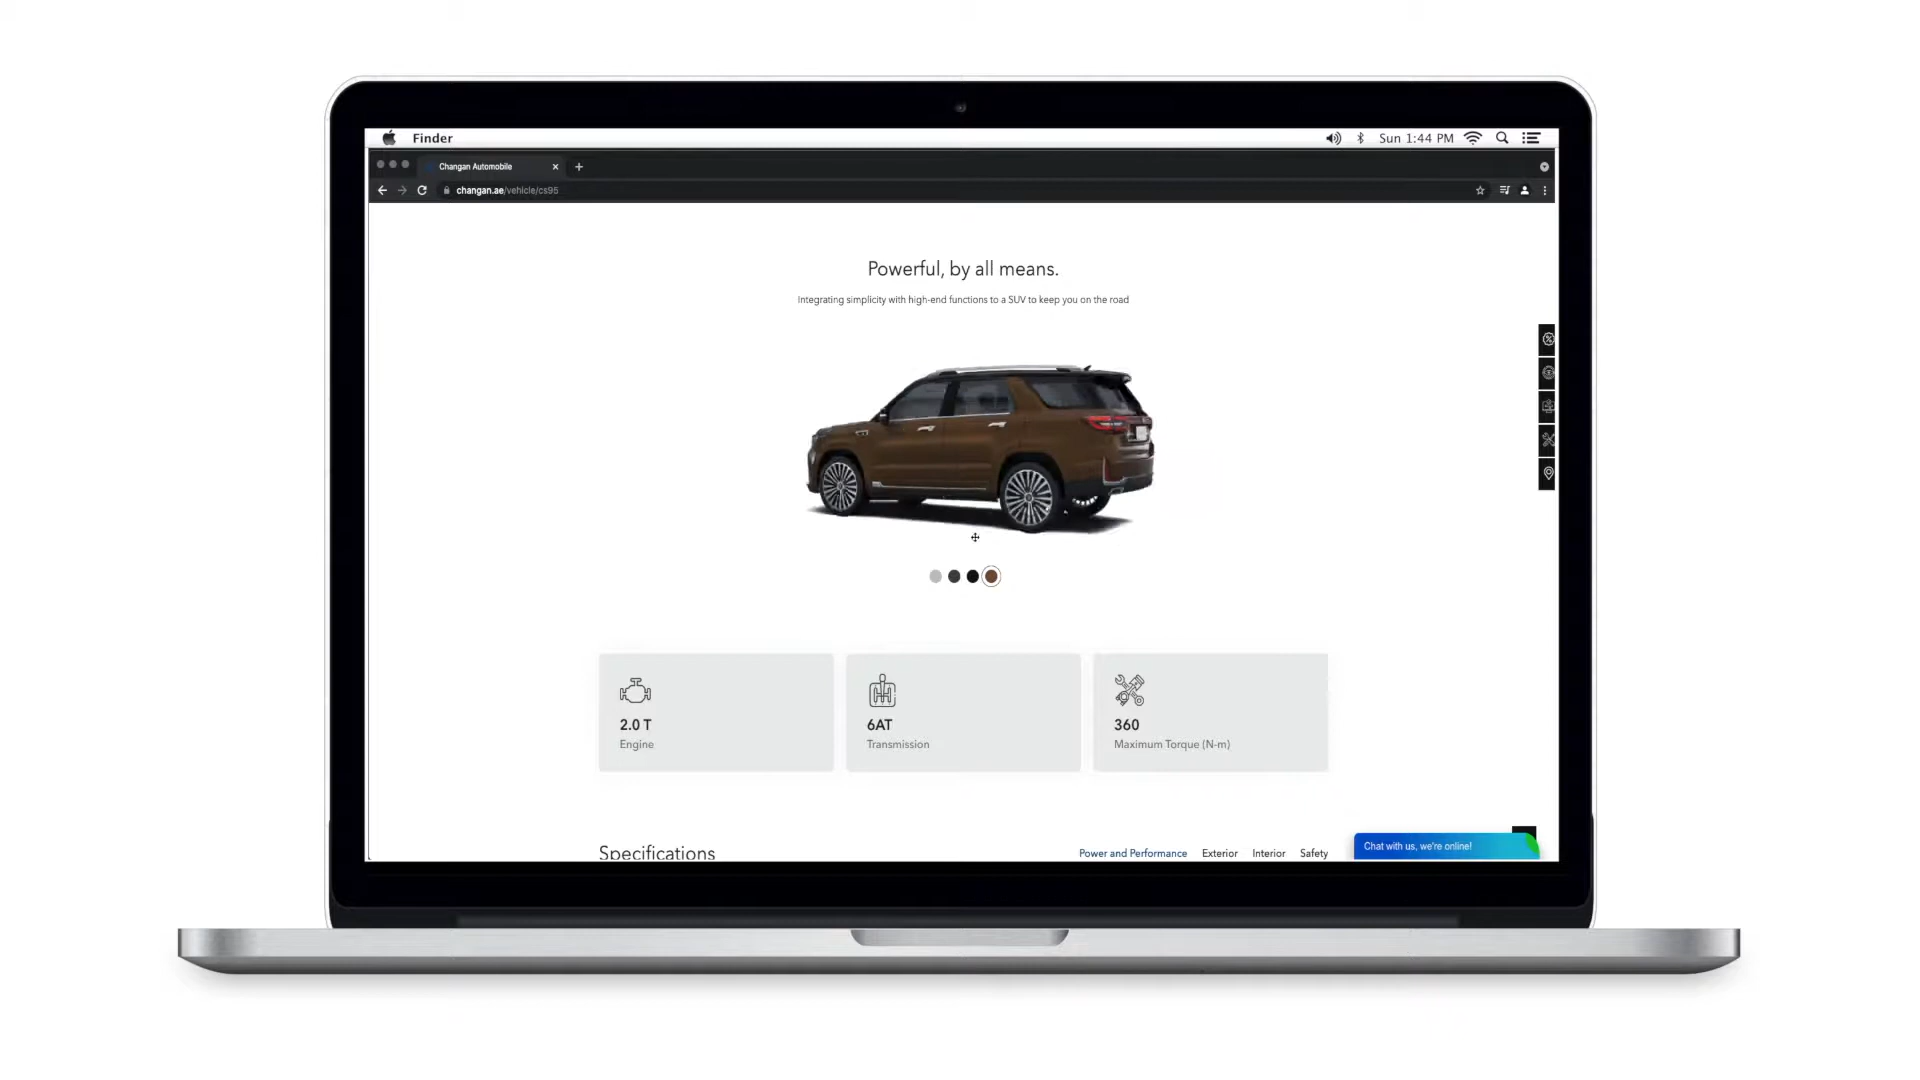 Finder
Sun 1:44 PM
Changan Automobile
changan.ae/vehicle/cs95
Powerful, by all means.
Integrating simplicity with high-end functions to a SUV to keep you on the road
2.0 T
Engine
6AT
Transmission
360
Maximum Torque (N-m)
Specifications
Power and Performance Exterior Interior Safety
Chat with us, we're online!